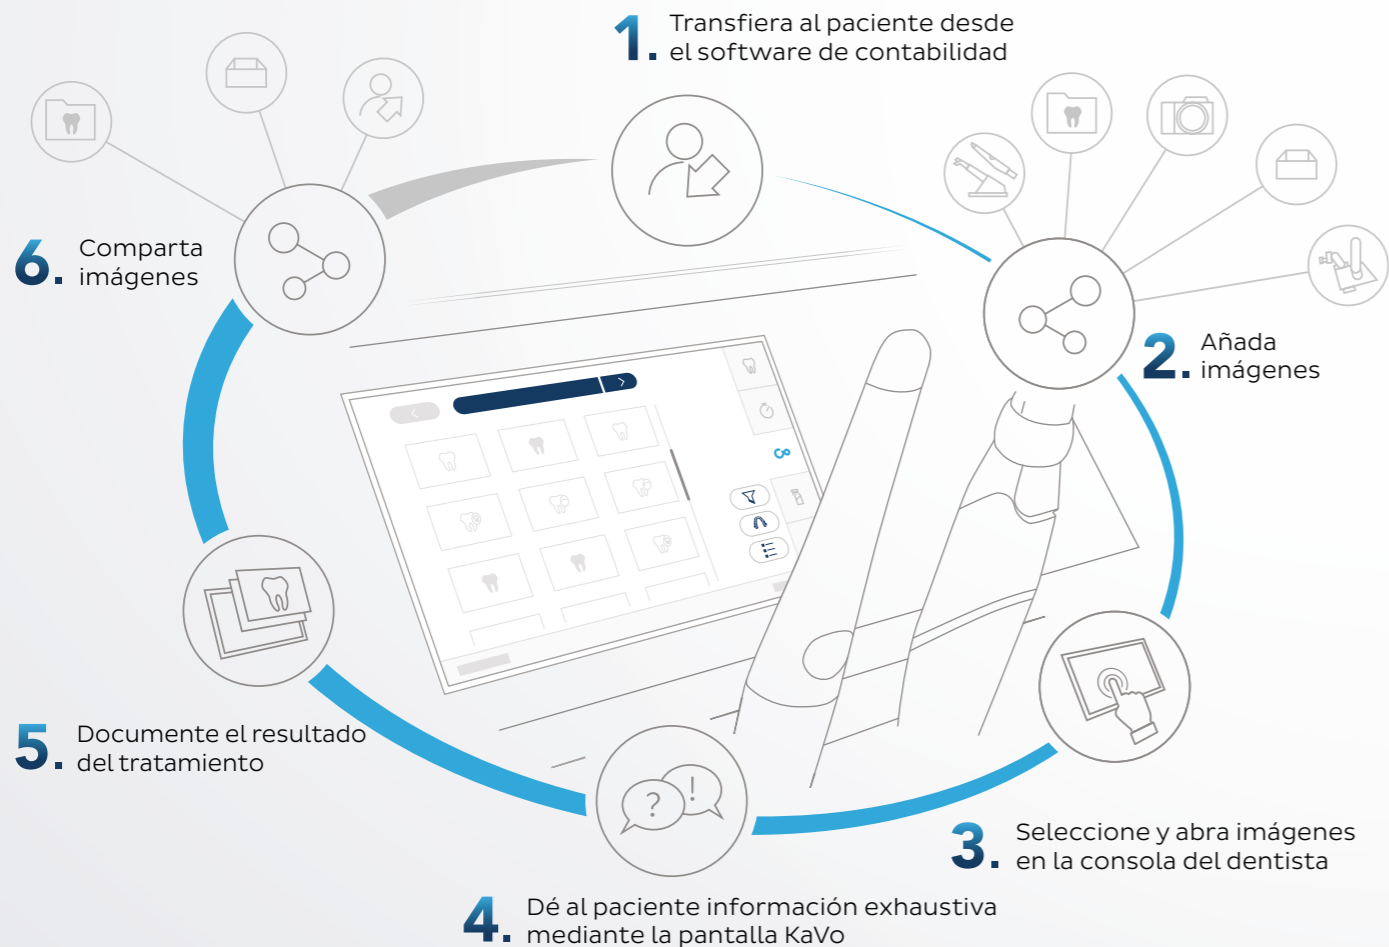 1. Transfiera al paciente desde
el software de contabilidad
2. Añada
imágenes
3. Seleccione y abra imágenes
en la consola del dentista
4. Dé al paciente información exhaustiva
mediante la pantalla KaVo
5. Documente el resultado
del tratamiento
6. Comparta
imágenes
? !